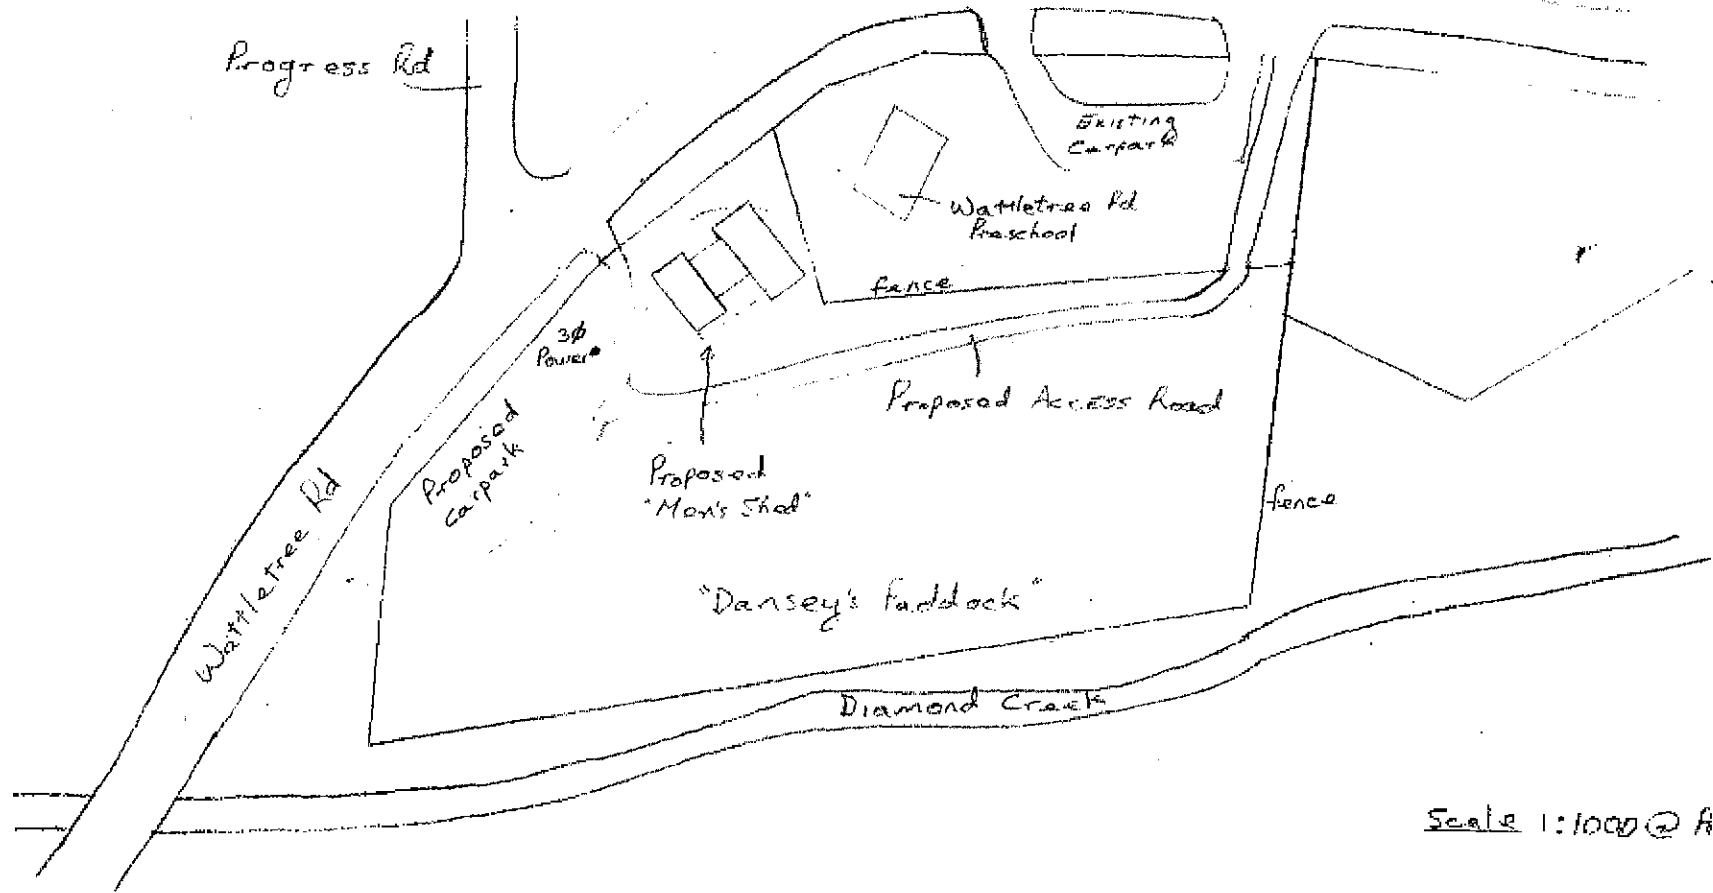 Progress Rd
Existing
Carpark
Wattletree Rd
Preschool
fence
3ø
Power
Proposed Access Road
Proposed
carpark
Proposed
"Men's Shed"
Wattletree Rd
fence
"Dansey's Paddock"
Diamond Creek
Scale 1:1000 @